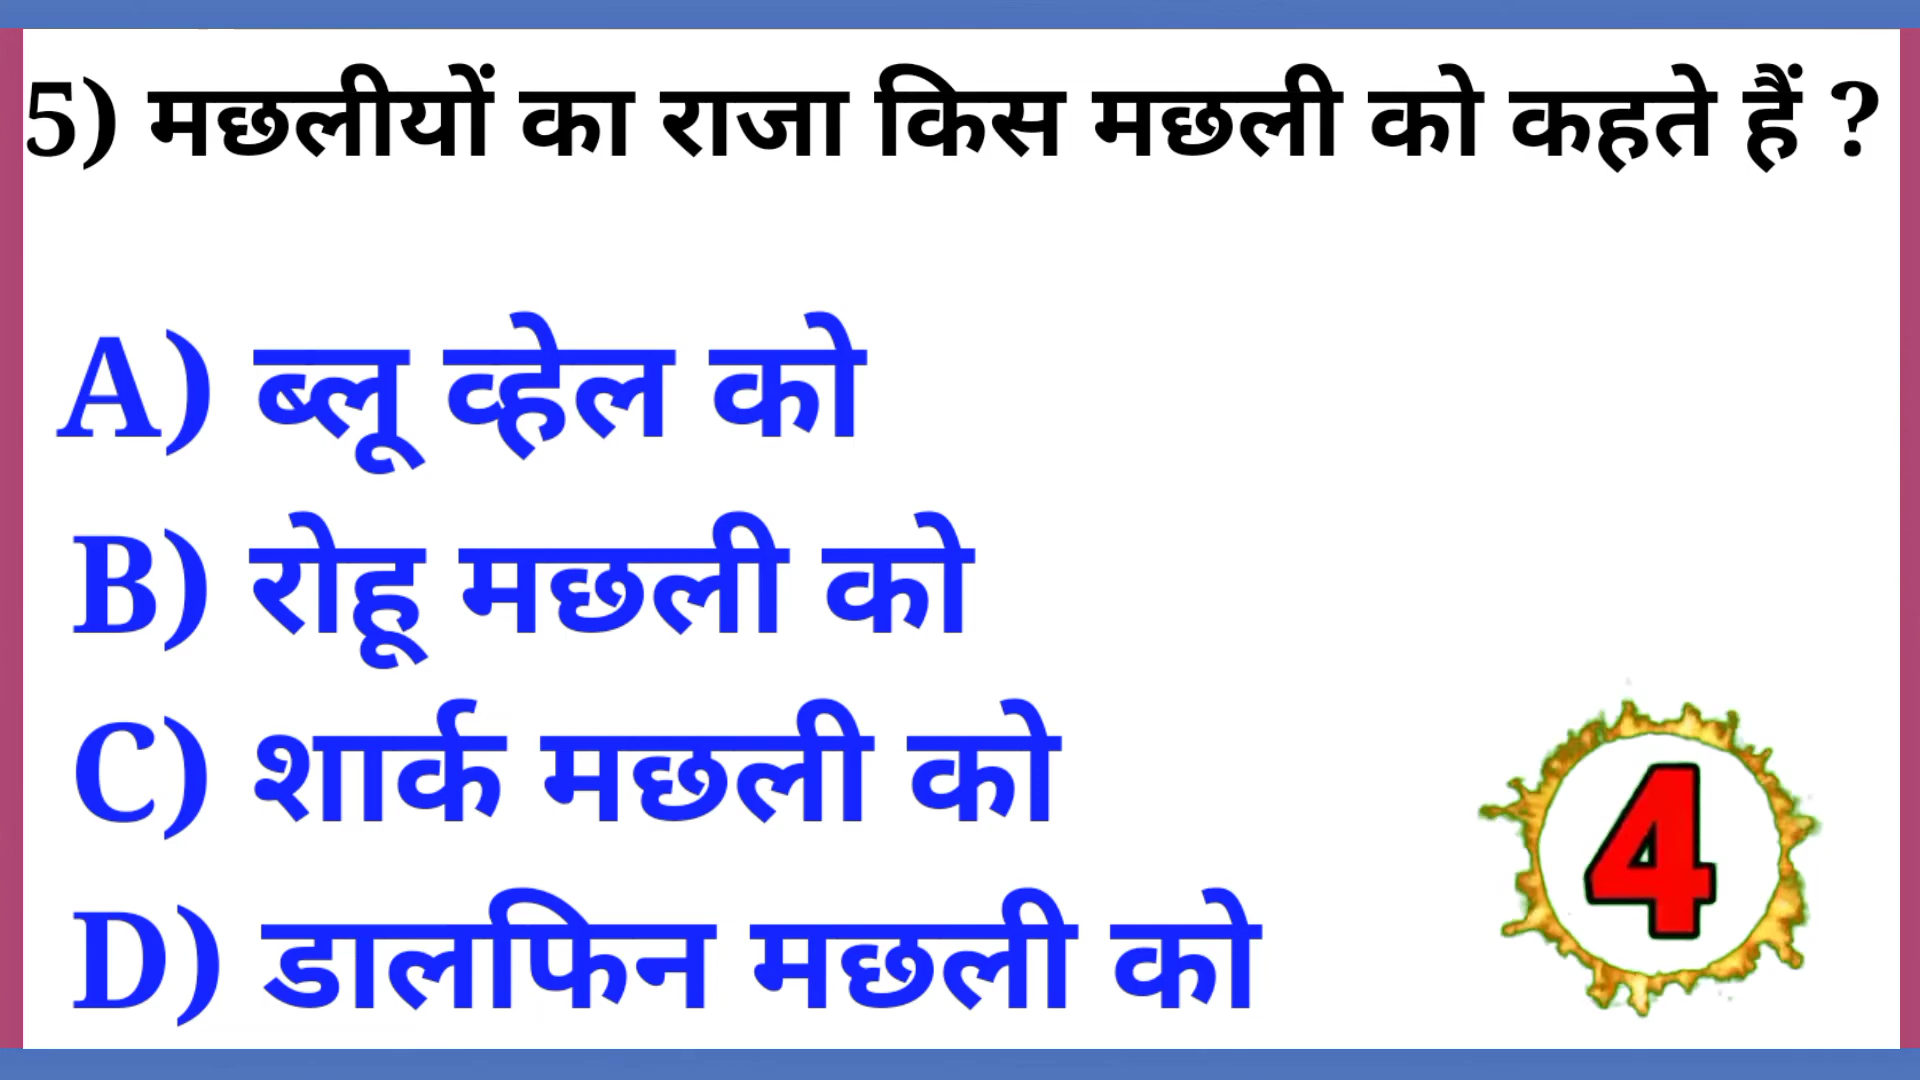 5) मछलीयों का राजा किस मछली को कहते हैं ?
A) ब्लू व्हेल को
B) रोहू मछली को
C) शार्क मछली को
D) डालफिन मछली को
4